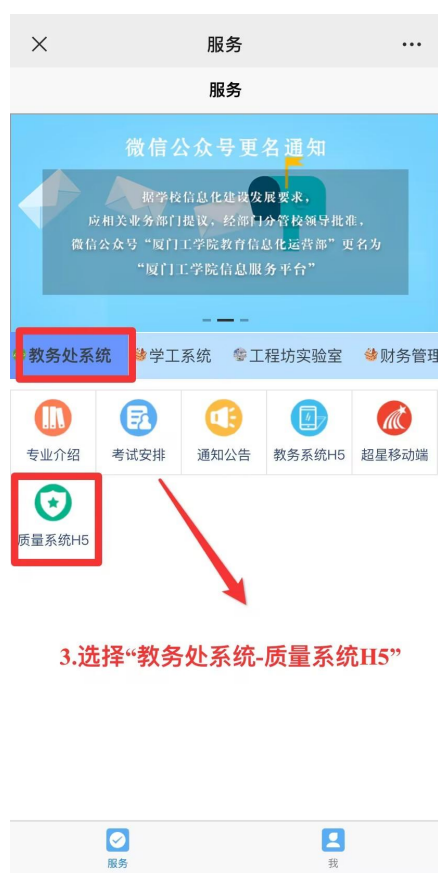 服务
服务
微信公众号更名通知
据学校信息化建设发展要求，
应相关业务部门提议，经部门分管校领导批准，
微信公众号“厦门工学院教育信息化运营部”更名为
“厦门工学院信息服务平台”
教务处系统 学工系统 工程坊实验室 财务管理
专业介绍 考试安排 通知公告 教务系统H5 超星移动端
质量系统H5
3.选择“教务处系统-质量系统H5”
服务 我